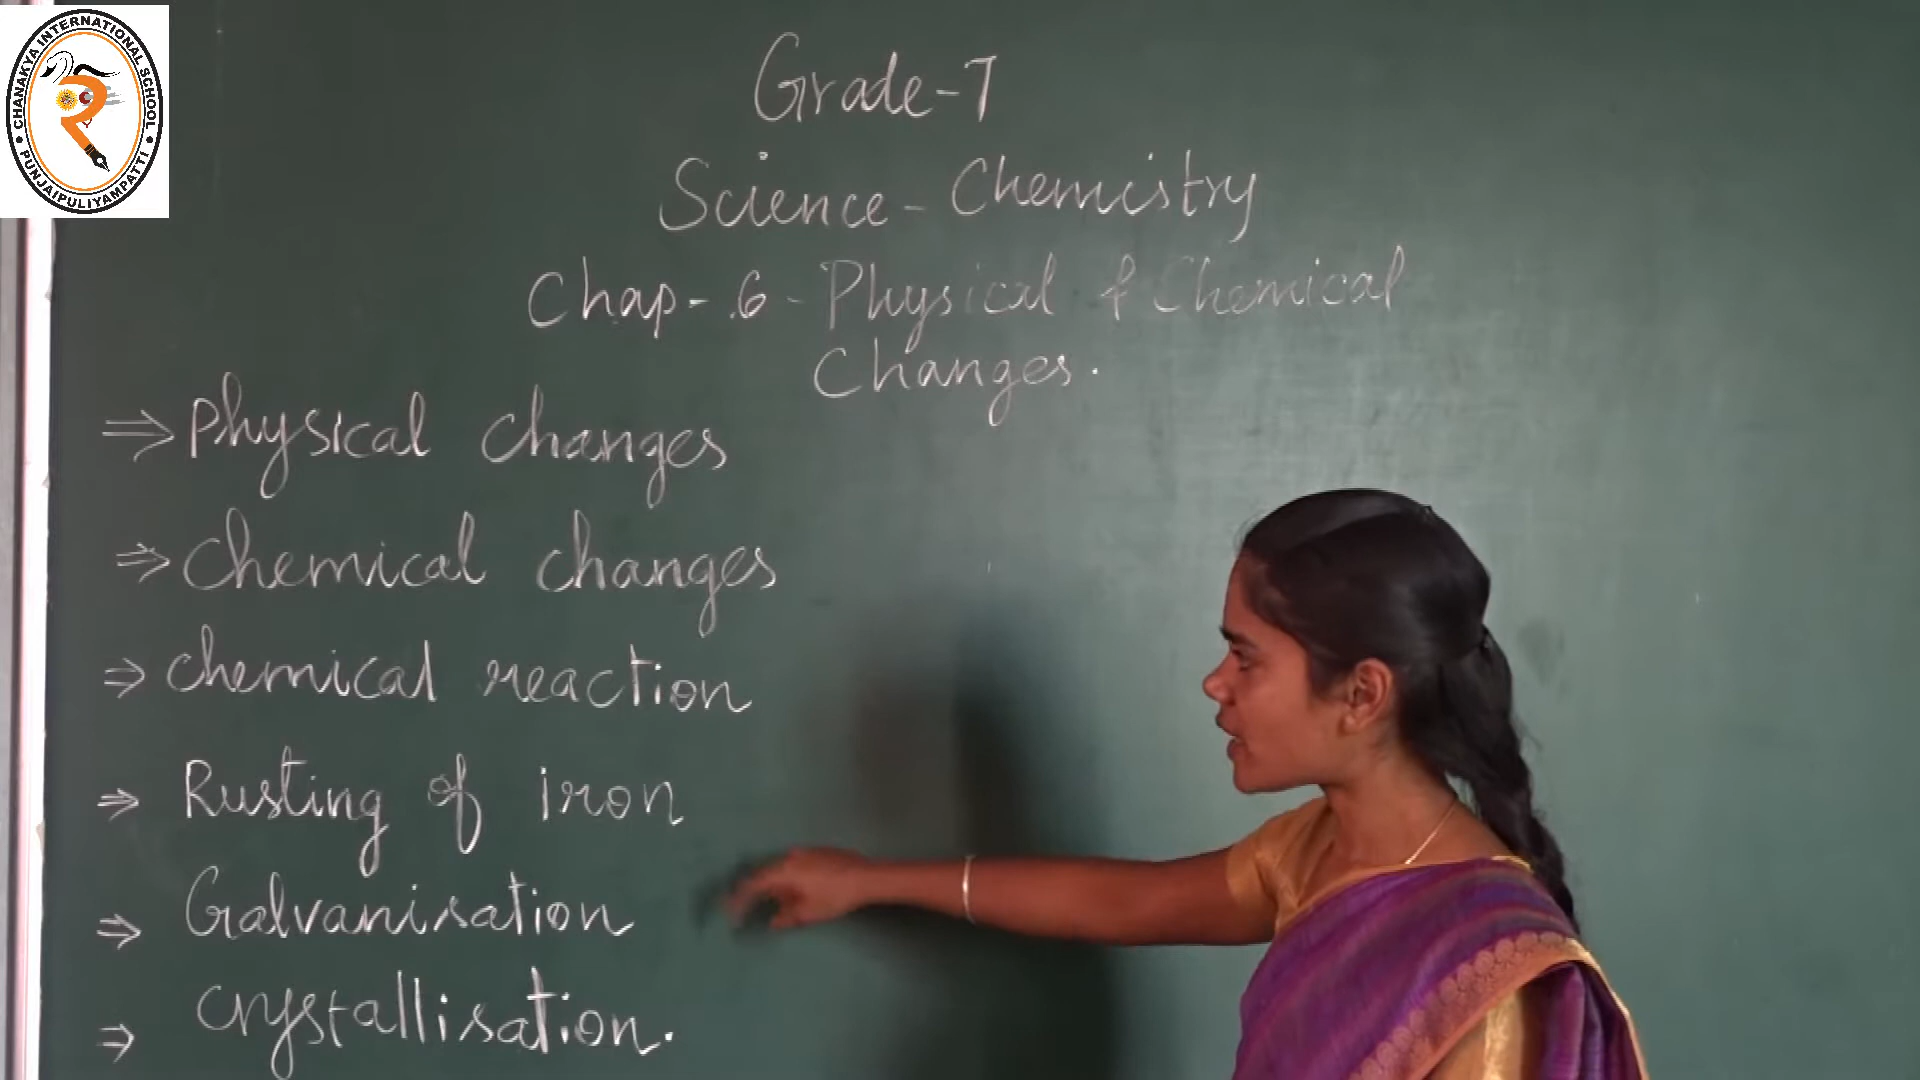 CHANAKYA INTERNATIONAL SCHOOL
PUNJAIPULIYAMPATTI
Grade-7
Science - Chemistry
Chap-.6 - Physical & Chemical
Changes.
⇒ Physical changes
⇒ Chemical changes
⇒ Chemical reaction
⇒ Rusting of iron
⇒ Galvanisation
⇒ Crystallisation.